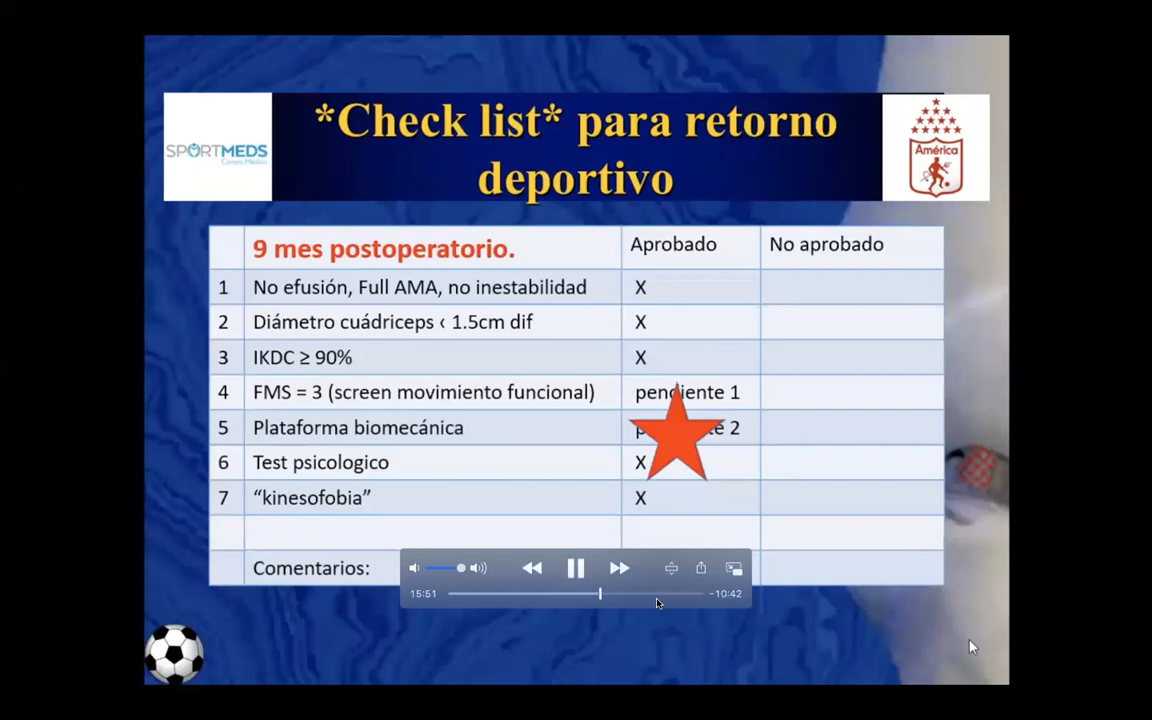 *Check list* para retorno
deportivo
SPORTMEDS
Centro Médico
América
9 mes postoperatorio.
Aprobado
No aprobado
1 No efusión, Full AMA, no inestabilidad X
2 Diámetro cuádriceps ‹ 1.5cm dif X
3 IKDC ≥ 90% X
4 FMS = 3 (screen movimiento funcional) pendiente 1
5 Plataforma biomecánica 2
6 Test psicologico X
7 “kinesofobia” X
Comentarios:
15:51
-10:42